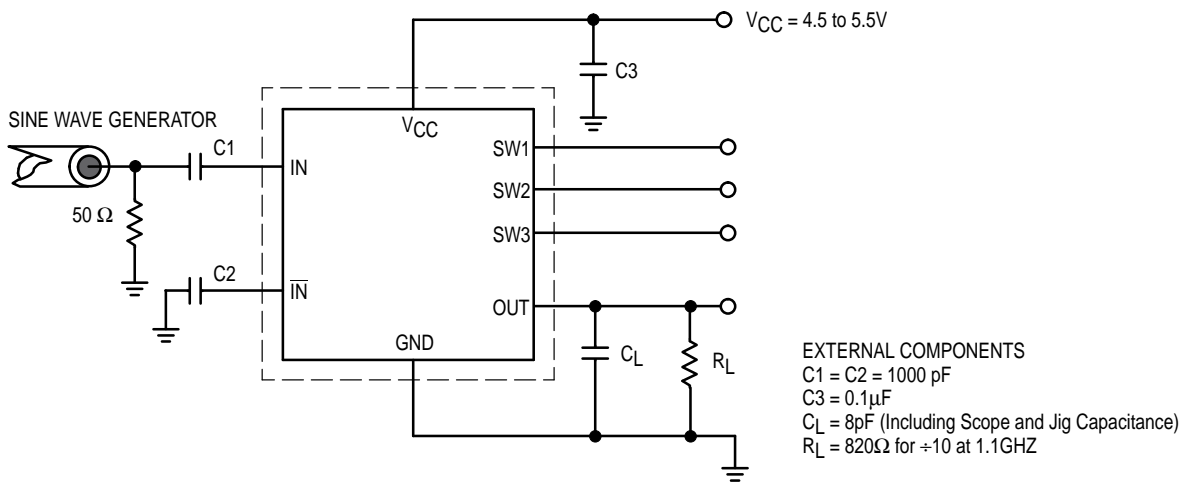 VCC = 4.5 to 5.5V
C3
SINE WAVE GENERATOR
C1
VCC
IN
SW1
50 Ω
SW2
SW3
C2
I̅N̅
OUT
GND
CL
RL
EXTERNAL COMPONENTS
C1 = C2 = 1000 pF
C3 = 0.1µF
CL = 8pF (Including Scope and Jig Capacitance)
RL = 820Ω for ÷10 at 1.1GHZ